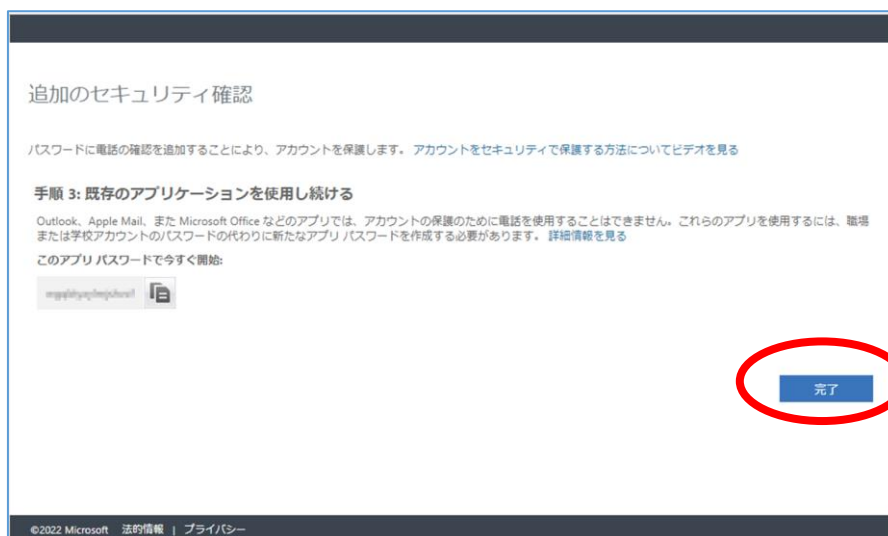 追加のセキュリティ確認
パスワードに電話の確認を追加することにより、アカウントを保護します。 アカウントをセキュリティで保護する方法についてビデオを見る
手順 3: 既存のアプリケーションを使用し続ける
Outlook、Apple Mail、また Microsoft Office などのアプリでは、アカウントの保護のために電話を使用することはできません。これらのアプリを使用するには、職場
または学校アカウントのパスワードの代わりに新たなアプリ パスワードを作成する必要があります。 詳細情報を見る
このアプリ パスワードで今すぐ開始:
完了
©2022 Microsoft 法的情報 | プライバシー